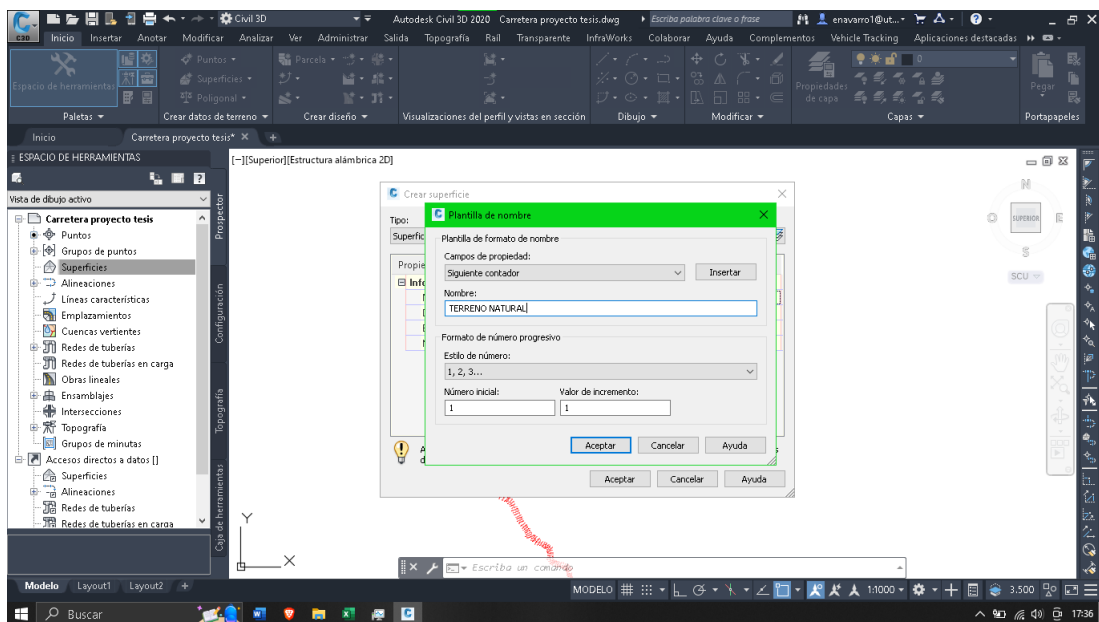 Civil 3D
Autodesk Civil 3D 2020 Carretera proyecto tesis.dwg
Escriba palabra clave o frase
enavarro1@ut...
C3D
Inicio Insertar Anotar Modificar Analizar Ver Administrar Salida Topografía Rail Transparente InfraWorks Colaborar Ayuda Complementos Vehicle Tracking Aplicaciones destacadas
Espacio de herramientas
Puntos
Superficies
Polígonal
Parcela
Propiedades de capa
0
Pegar
Paletas
Crear datos de terreno
Crear diseño
Visualizaciones del perfil y vistas en sección
Dibujo
Modificar
Capas
Portapapeles
Inicio
Carretera proyecto tesis*
ESPACIO DE HERRAMIENTAS
Vista de dibujo activo
Carretera proyecto tesis
Puntos
Grupos de puntos
Superficies
Alineaciones
Líneas características
Emplazamientos
Cuencas vertientes
Redes de tuberías
Redes de tuberías en carga
Obras lineales
Ensamblajes
Intersecciones
Topografía
Grupos de minutas
Accesos directos a datos []
Superficies
Alineaciones
Redes de tuberías
Redes de tuberías en carga
Prospector
Configuración
Topografía
Caja de herramientas
[−][Superior][Estructura alámbrica 2D]
N
SUPERIOR
E
S
O
SCU
Crear superficie
Tipo:
Plantilla de nombre
Plantilla de formato de nombre
Campos de propiedad:
Siguiente contador
Insertar
Nombre:
TERRENO NATURAL
Formato de número progresivo
Estilo de número:
1, 2, 3...
Número inicial:
Valor de incremento:
1
1
Aceptar
Cancelar
Ayuda
Aceptar
Cancelar
Ayuda
Y
X
Escriba un comando
Modelo Layout1 Layout2 +
MODELO
1:1000
3.500
Buscar
17:36